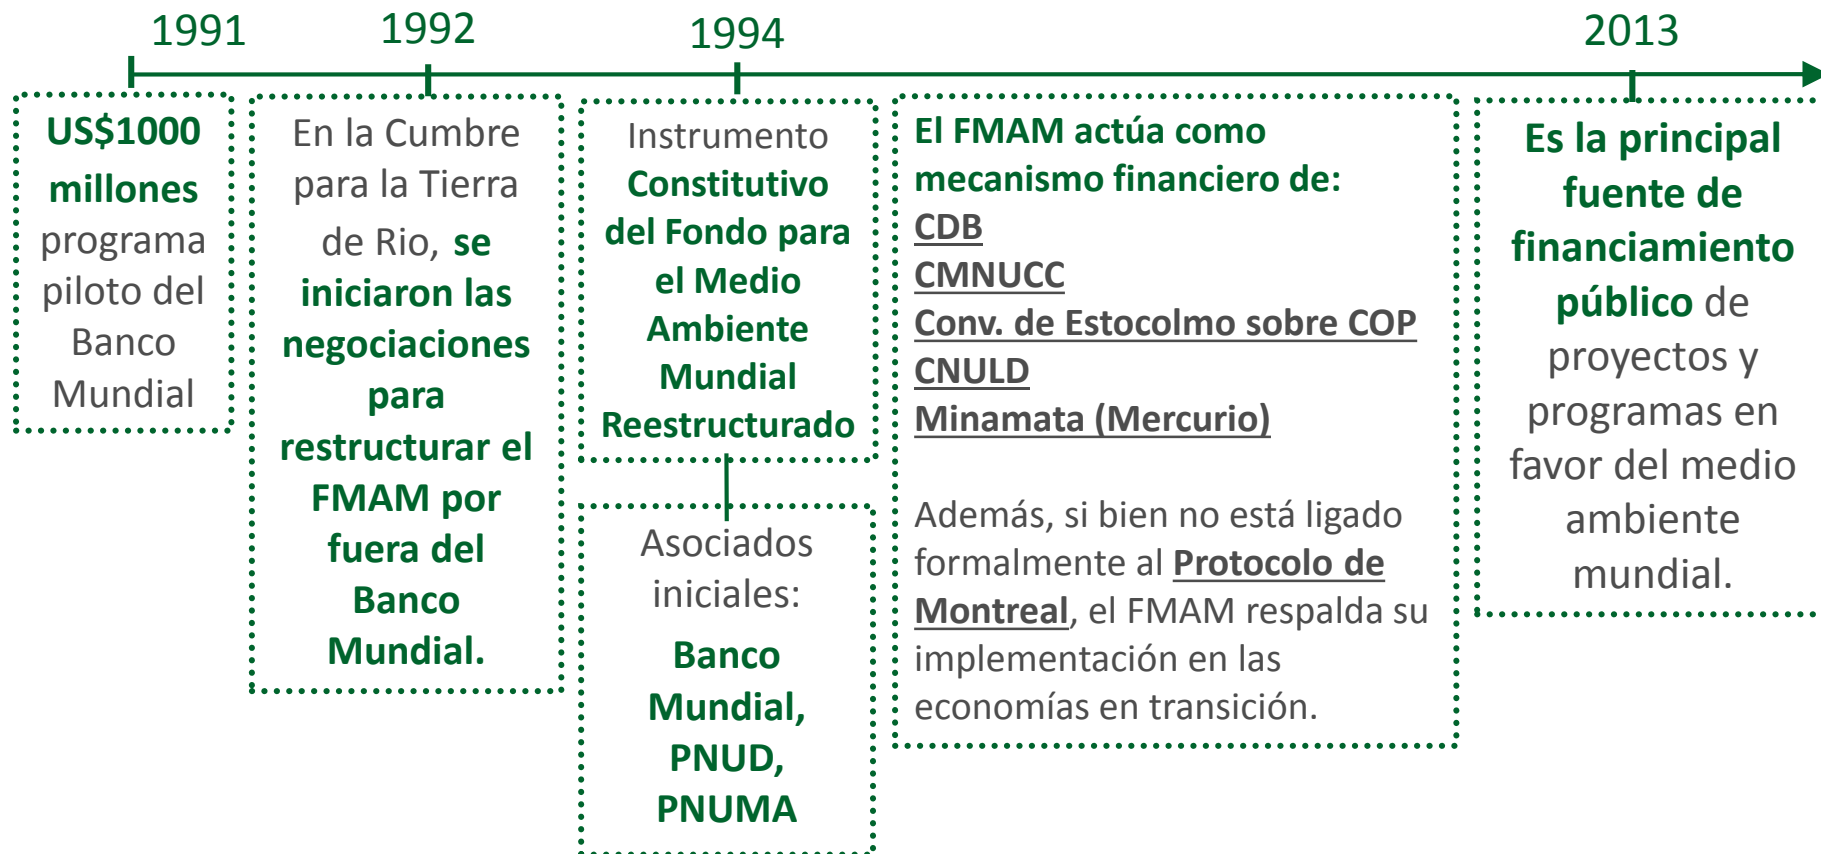 1991
US$1000
millones
programa
piloto del
Banco
Mundial
1992
En la Cumbre
para la Tierra
de Rio, se
iniciaron las
negociaciones
para
restructurar el
FMAM por
fuera del
Banco
Mundial.
1994
Instrumento
Constitutivo
del Fondo para
el Medio
Ambiente
Mundial
Reestructurado
Asociados
iniciales:
Banco
Mundial,
PNUD,
PNUMA
El FMAM actúa como
mecanismo financiero de:
CDB
CMNUCC
Conv. de Estocolmo sobre COP
CNULD
Minamata (Mercurio)
Además, si bien no está ligado
formalmente al Protocolo de
Montreal, el FMAM respalda su
implementación en las
economías en transición.
2013
Es la principal
fuente de
financiamiento
público de
proyectos y
programas en
favor del medio
ambiente
mundial.